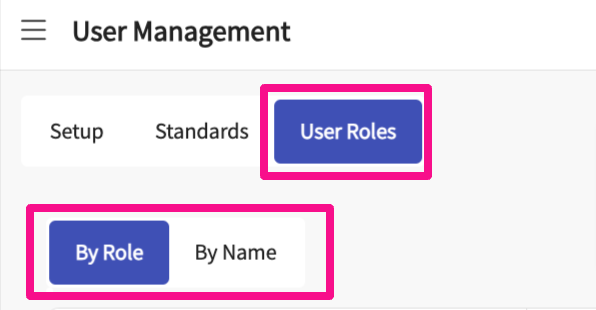 User Management
Setup Standards User Roles
By Role By Name